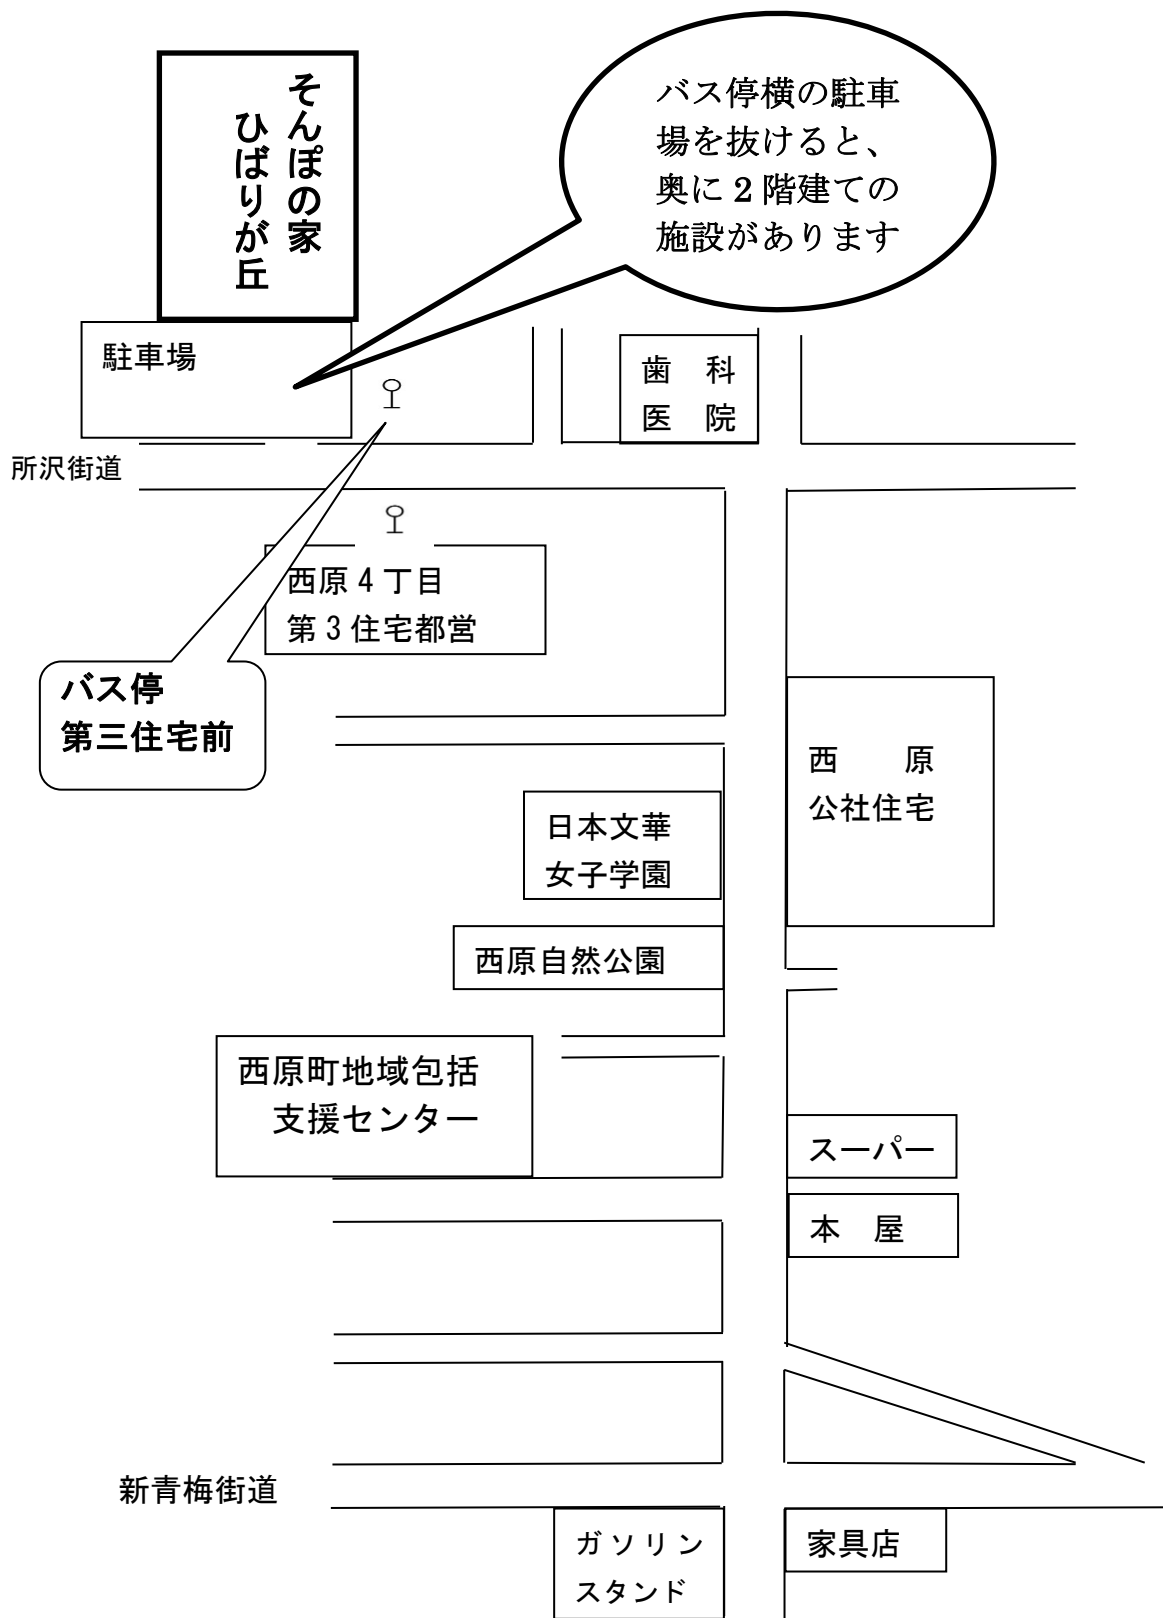 そんぽの家
ひばりが丘
バス停横の駐車
場を抜けると、
奥に2階建ての
施設があります
駐車場
歯　科
医　院
所沢街道
西原4丁目
第3住宅都営
バス停
第三住宅前
西　　原
公社住宅
日本文華
女子学園
西原自然公園
西原町地域包括
支援センター
スーパー
本　屋
新青梅街道
ガソリン
スタンド
家具店